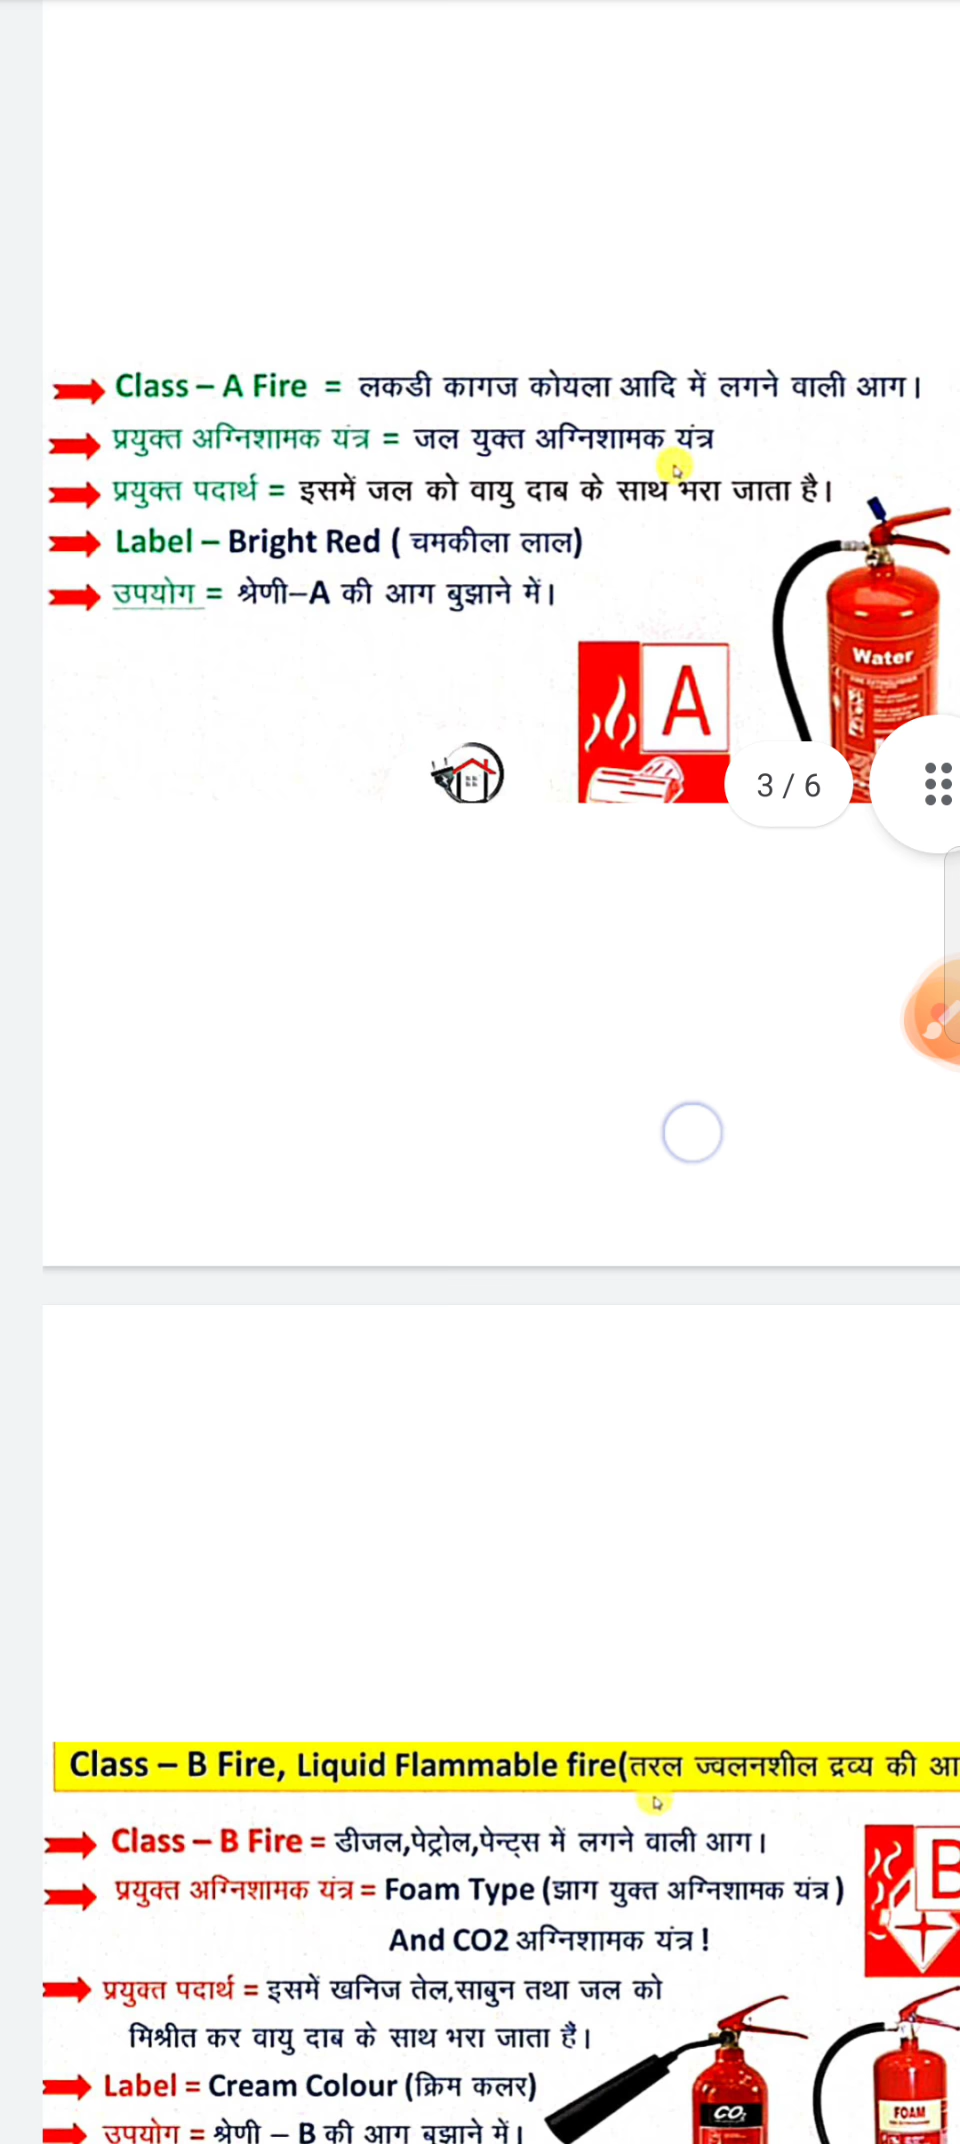 Class – A Fire = लकडी कागज कोयला आदि में लगने वाली आग।
प्रयुक्त अग्निशामक यंत्र = जल युक्त अग्निशामक यंत्र
प्रयुक्त पदार्थ = इसमें जल को वायु दाब के साथ भरा जाता है।
Label – Bright Red ( चमकीला लाल)
उपयोग = श्रेणी–A की आग बुझाने में।
Water
A
3 / 6
Class – B Fire, Liquid Flammable fire(तरल ज्वलनशील द्रव्य की
Class – B Fire = डीजल,पेट्रोल,पेन्ट्स में लगने वाली आग।
B
प्रयुक्त अग्निशामक यंत्र = Foam Type (झाग युक्त अग्निशामक यंत्र)
And CO2 अग्निशामक यंत्र !
प्रयुक्त पदार्थ = इसमें खनिज तेल,साबुन तथा जल को
मिश्रीत कर वायु दाब के साथ भरा जाता हैं।
Label = Cream Colour (क्रिम कलर)
CO2
FOAM
उपयोग = श्रेणी – B की आग बुझाने में।